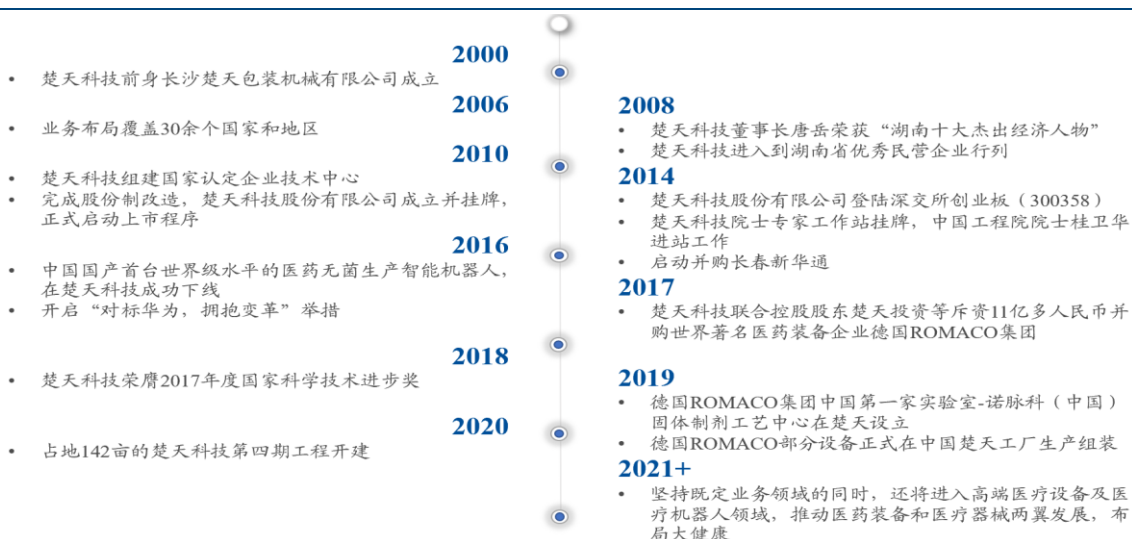 2000
• 楚天科技前身长沙楚天包装机械有限公司成立
2006
• 业务布局覆盖30余个国家和地区
2010
• 楚天科技组建国家认定企业技术中心
• 完成股份制改造，楚天科技股份有限公司成立并挂牌，
正式启动上市程序
2016
• 中国国产首台世界级水平的医药无菌生产智能机器人，
在楚天科技成功下线
• 开启“对标华为，拥抱变革”举措
2018
• 楚天科技荣膺2017年度国家科学技术进步奖
2020
• 占地142亩的楚天科技第四期工程开建
2008
• 楚天科技董事长唐岳荣获“湖南十大杰出经济人物”
• 楚天科技进入到湖南省优秀民营企业行列
2014
• 楚天科技股份有限公司登陆深交所创业板（300358）
• 楚天科技院士专家工作站挂牌，中国工程院院士桂卫华
进站工作
• 启动并购长春新华通
2017
• 楚天科技联合控股股东楚天投资等斥资11亿多人民币并
购世界著名医药装备企业德国ROMACO集团
2019
• 德国ROMACO集团中国第一家实验室-诺脉科（中国）
固体制剂工艺中心在楚天设立
• 德国ROMACO部分设备正式在中国楚天工厂生产组装
2021+
• 坚持既定业务领域的同时，还将进入高端医疗设备及医
疗机器人领域，推动医药装备和医疗器械两翼发展，布
局大健康